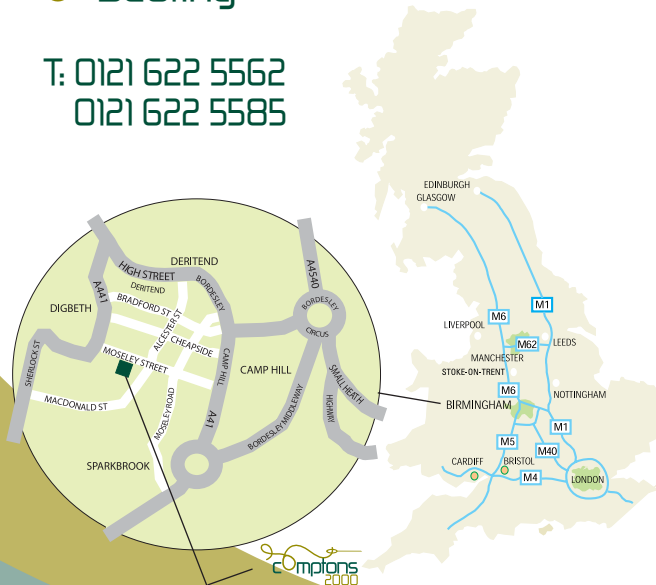 T: 0121 622 5562
0121 622 5585
EDINBURGH
GLASGOW
M1
M6
LIVERPOOL
M62
LEEDS
MANCHESTER
STOKE-ON-TRENT
M6
NOTTINGHAM
BIRMINGHAM
M1
M5
M40
CARDIFF
BRISTOL
M4
LONDON
DERITEND
HIGH STREET
DERITEND
BORDESLEY
A4540
A441
BRADFORD ST
DIGBETH
ALCESTER ST
BORDESLEY
CIRCUS
CHEAPSIDE
SHERLOCK ST
MOSELEY STREET
CAMP HILL
CAMP HILL
SMALLHEATH
HIGHWAY
MACDONALD ST
MOSELEY ROAD
A41
BORDESLEY MIDDLEWAY
SPARKBROOK
comptons
2000